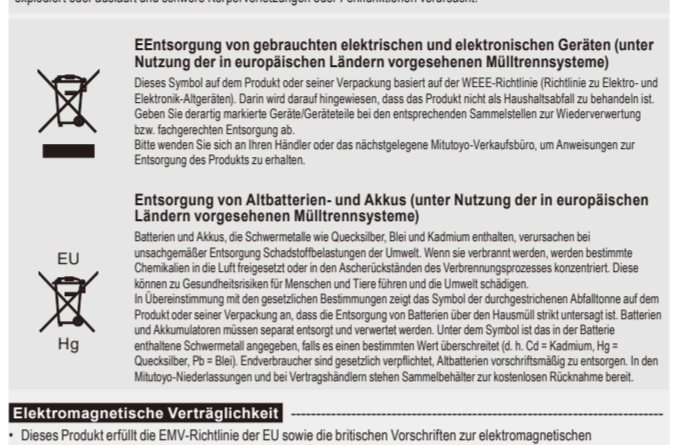 explodiert oder ausläuft und schwere Körperverletzungen oder Fehlfunktionen verursacht.
EEntsorgung von gebrauchten elektrischen und elektronischen Geräten (unter
Nutzung der in europäischen Ländern vorgesehenen Mülltrennsysteme)
Dieses Symbol auf dem Produkt oder seiner Verpackung basiert auf der WEEE-Richtlinie (Richtlinie zu Elektro- und
Elektronik-Altgeräten). Darin wird darauf hingewiesen, dass das Produkt nicht als Haushaltsabfall zu behandeln ist.
Geben Sie derartig markierte Geräte/Geräteteile bei den entsprechenden Sammelstellen zur Wiederverwertung
bzw. fachgerechten Entsorgung ab.
Bitte wenden Sie sich an Ihren Händler oder das nächstgelegene Mitutoyo-Verkaufsbüro, um Anweisungen zur
Entsorgung des Produkts zu erhalten.
Entsorgung von Altbatterien- und Akkus (unter Nutzung der in europäischen
Ländern vorgesehenen Mülltrennsysteme)
EU
Hg
Batterien und Akkus, die Schwermetalle wie Quecksilber, Blei und Kadmium enthalten, verursachen bei
unsachgemäßer Entsorgung Schadstoffbelastungen der Umwelt. Wenn sie verbrannt werden, werden bestimmte
Chemikalien in die Luft freigesetzt oder in den Ascherückständen des Verbrennungsprozesses konzentriert. Diese
können zu Gesundheitsrisiken für Menschen und Tiere führen und die Umwelt schädigen.
In Übereinstimmung mit den gesetzlichen Bestimmungen zeigt das Symbol der durchgestrichenen Abfalltonne auf dem
Produkt oder seiner Verpackung an, dass die Entsorgung von Batterien über den Hausmüll strikt untersagt ist. Batterien
und Akkumulatoren müssen separat entsorgt und verwertet werden. Unter dem Symbol ist das in der Batterie
enthaltene Schwermetall angegeben, falls es einen bestimmten Wert überschreitet (d. h. Cd = Kadmium, Hg =
Quecksilber, Pb = Blei). Endverbraucher sind gesetzlich verpflichtet, Altbatterien vorschriftsmäßig zu entsorgen. In den
Mitutoyo-Niederlassungen und bei Vertragshändlern stehen Sammelbehälter zur kostenlosen Rücknahme bereit.
Elektromagnetische Verträglichkeit
• Dieses Produkt erfüllt die EMV-Richtlinie der EU sowie die britischen Vorschriften zur elektromagnetischen